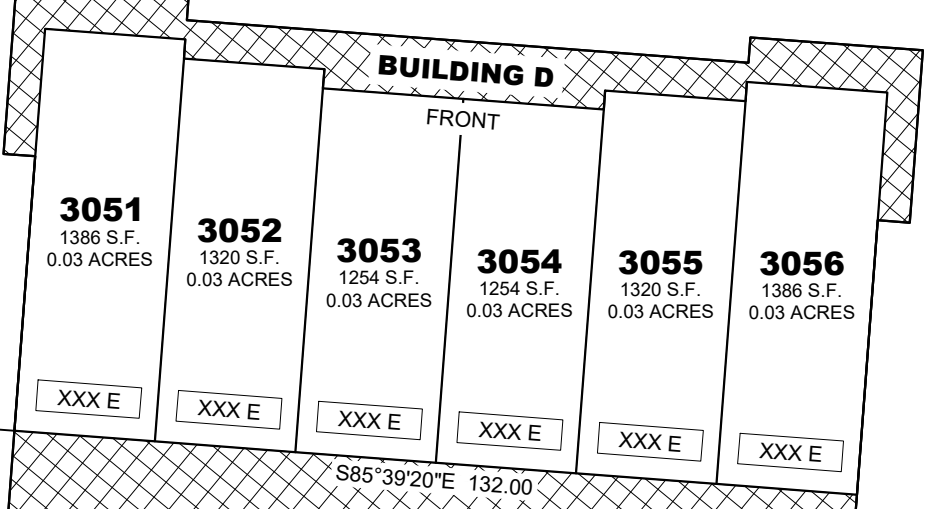 BUILDING D
FRONT
3051
1386 S.F.
0.03 ACRES
3052
1320 S.F.
0.03 ACRES
3053
1254 S.F.
0.03 ACRES
3054
1254 S.F.
0.03 ACRES
3055
1320 S.F.
0.03 ACRES
3056
1386 S.F.
0.03 ACRES
XXX E
XXX E
XXX E
XXX E
XXX E
XXX E
S85°39'20"E 132.00